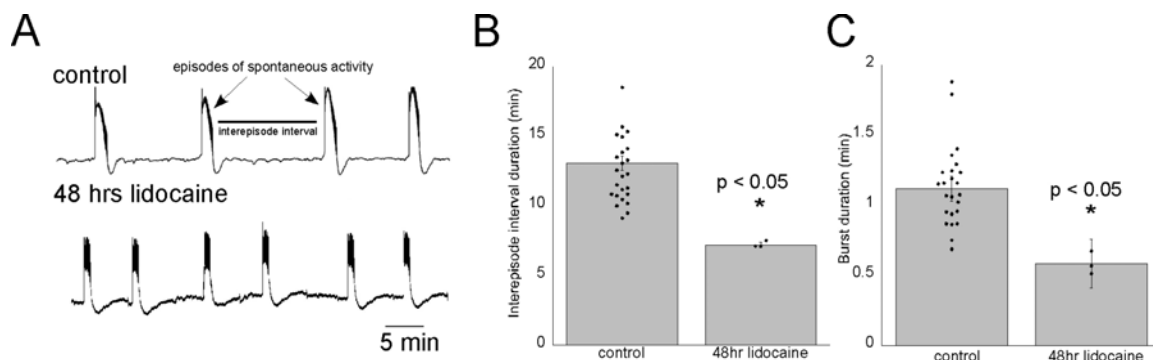 A
control
episodes of spontaneous activity
interepisode interval
48 hrs lidocaine
5 min
B
Interepisode interval duration (min)
20
15
10
5
0
p < 0.05
*
control
48hr lidocaine
C
Burst duration (min)
2
1.5
1
0.5
0
p < 0.05
*
control
48hr lidocaine